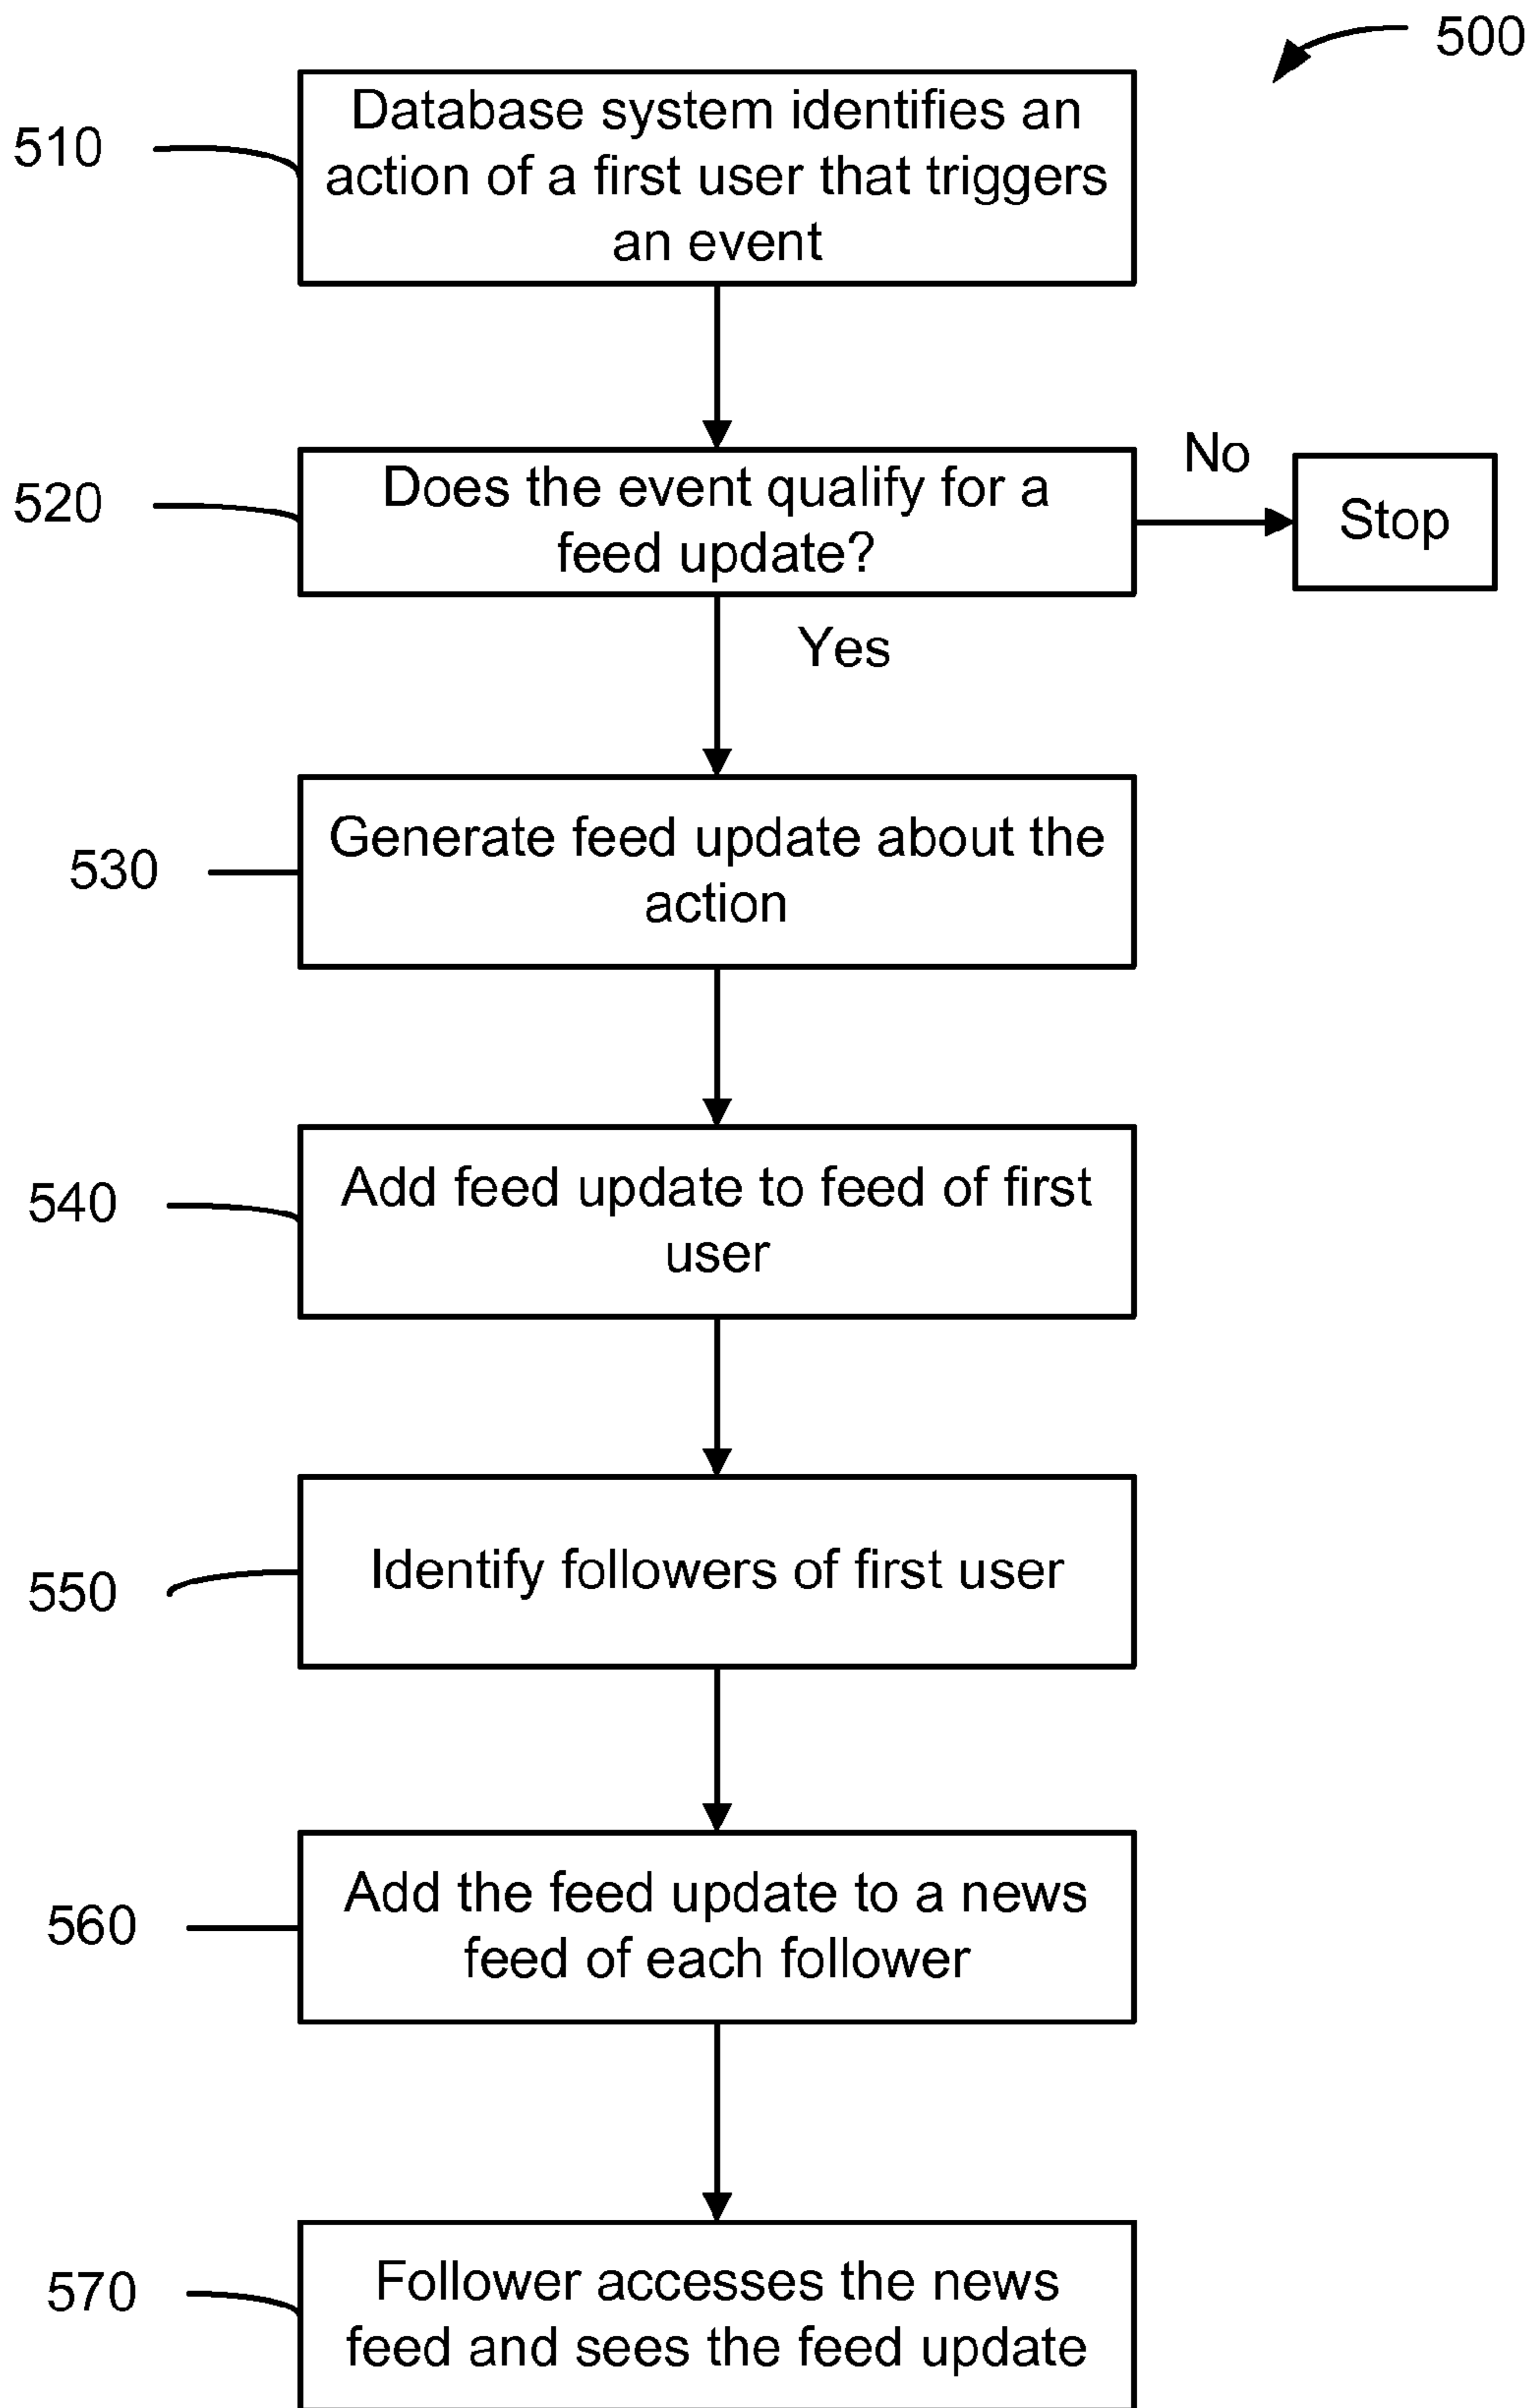 500
510
Database system identifies an
action of a first user that triggers
an event
520
Does the event qualify for a
feed update?
No
Stop
Yes
530
Generate feed update about the
action
540
Add feed update to feed of first
user
550
Identify followers of first user
560
Add the feed update to a news
feed of each follower
570
Follower accesses the news
feed and sees the feed update